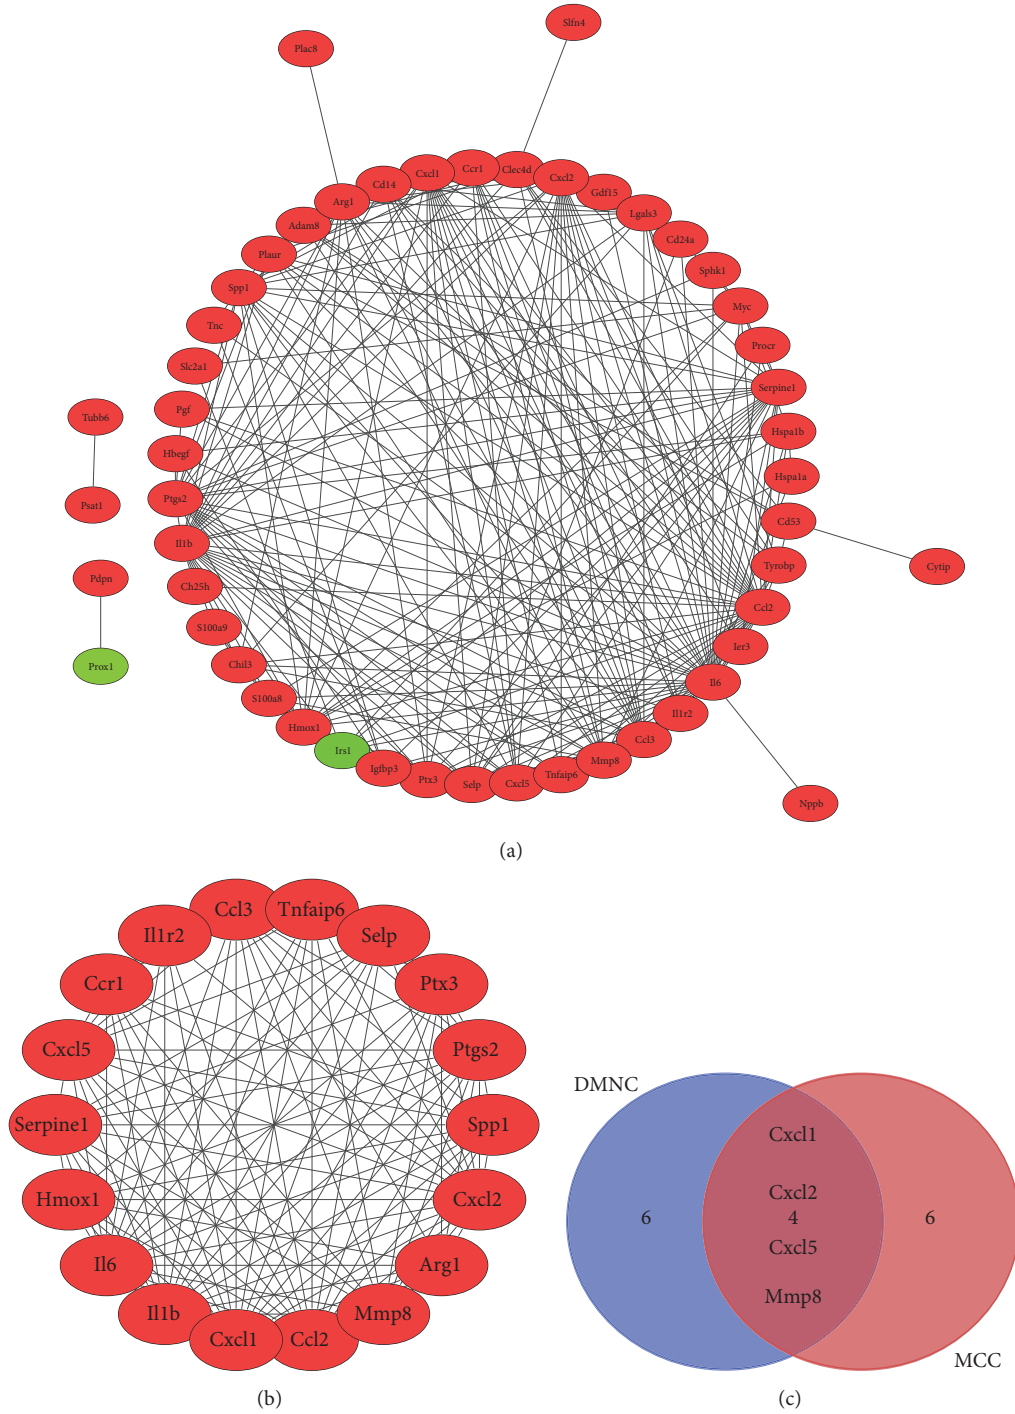 Slfn4
Plac8
Cxcl1
Ccr1
Clec4d
Cd14
Cxcl2
Gdf15
Arg1
Lgals3
Adam8
Cd24a
Plaur
Sphk1
Spp1
Myc
Tnc
Procr
Slc2a1
Serpine1
Pgf
Tubb6
Hspa1b
Hbegf
Hspa1a
Ptgs2
Psat1
Cd53
Il1b
Tyrobp
Cytip
Pdpn
Ch25h
Ccl2
S100a9
Ier3
Chil3
Prox1
Il6
S100a8
Il1r2
Hmox1
Ccl3
Irs1
Mmp8
Igfbp3
Tnfaip6
Ptx3
Selp
Cxcl5
Nppb
(a)
Ccl3
Tnfaip6
Il1r2
Selp
Ccr1
Ptx3
Cxcl5
Ptgs2
Serpine1
Spp1
Hmox1
Cxcl2
Il6
Arg1
Il1b
Mmp8
Cxcl1
Ccl2
(b)
DMNC
Cxcl1
Cxcl2
6
4
6
Cxcl5
Mmp8
MCC
(c)